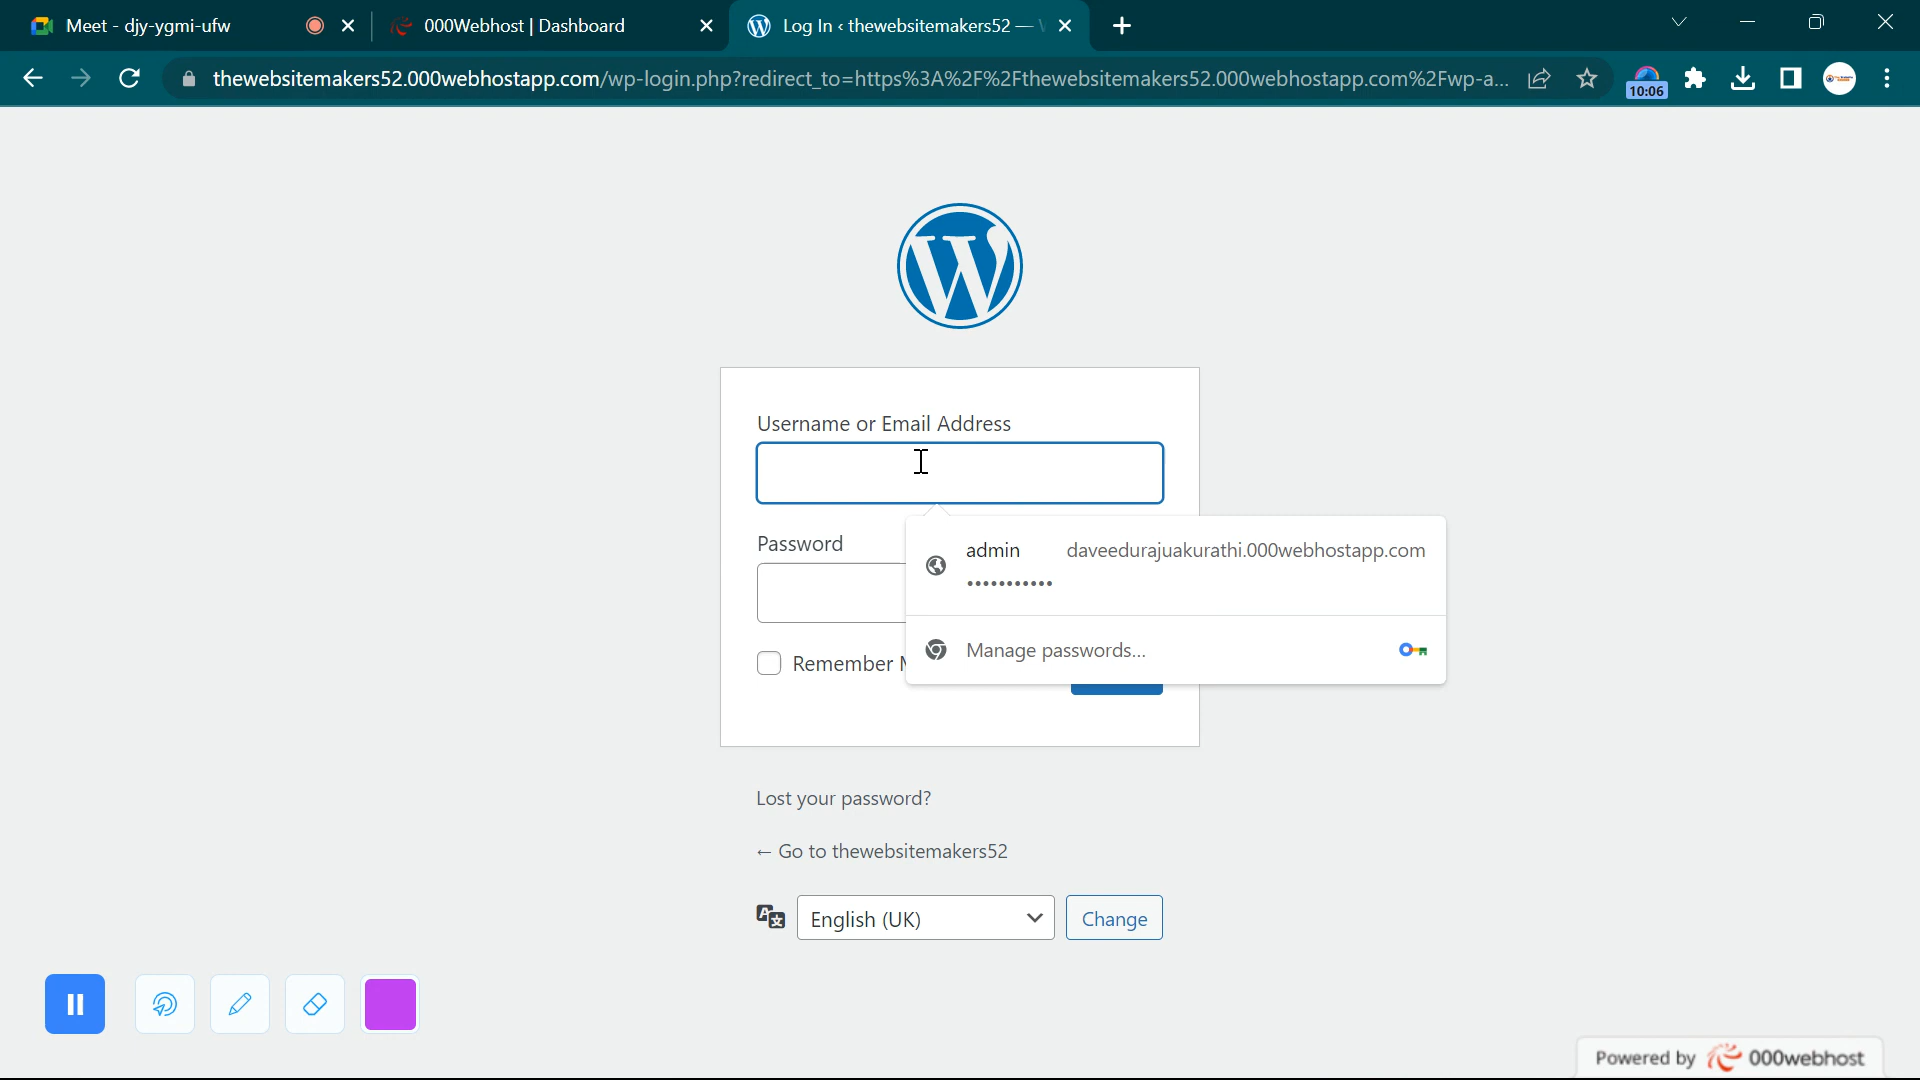 Meet - djy-ygmi-ufw
000Webhost | Dashboard
Log In ‹ thewebsitemakers52 —
thewebsitemakers52.000webhostapp.com/wp-login.php?redirect_to=https%3A%2F%2Fthewebsitemakers52.000webhostapp.com%2Fwp-a...
10:06
Username or Email Address
Password
admin daveedurajuakurathi.000webhostapp.com
•••••••••••
Manage passwords...
Remember
Lost your password?
← Go to thewebsitemakers52
English (UK)
Change
Powered by 000webhost